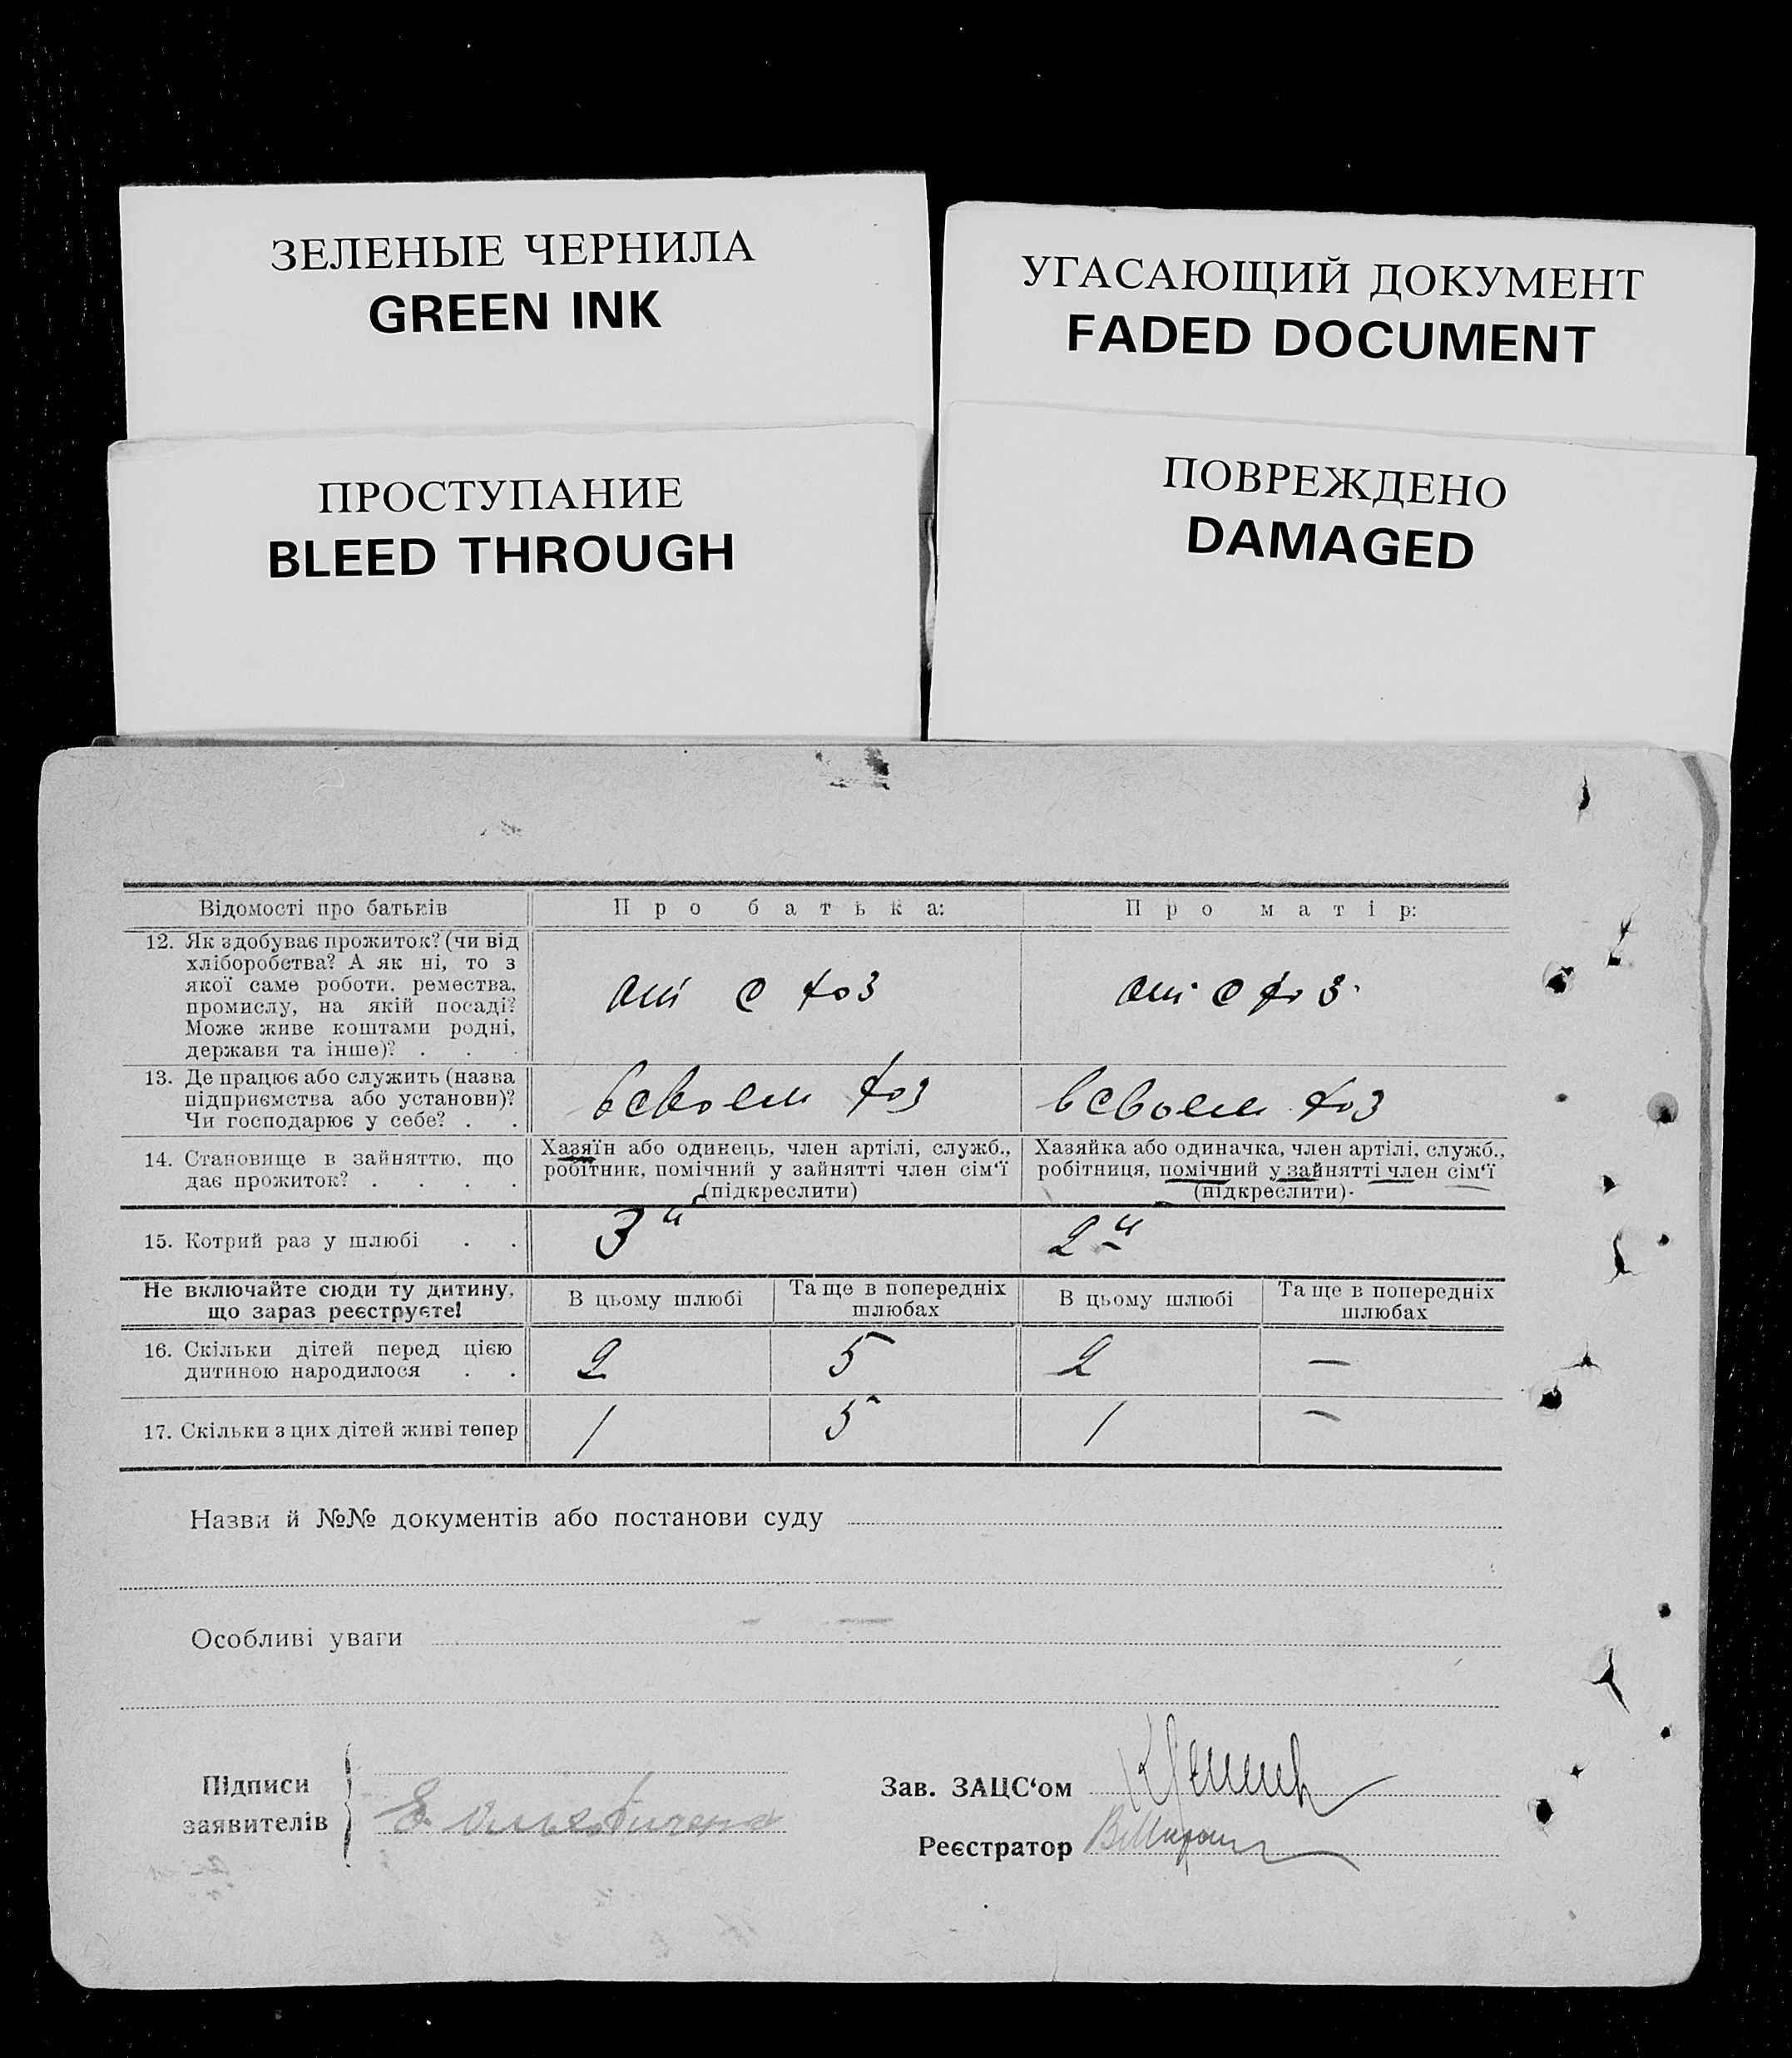 ЗЕЛЕНЫЕ ЧЕРНИЛА
GREEN INK
УГАСАЮЩИЙ ДОКУМЕНТ
FADED DOCUMENT
ПРОСТУПАНИЕ
BLEED THROUGH
ПОВРЕЖДЕНО
DAMAGED
Відомості про батьків
Про батька:
Про матір:
12. Як здобуває прожиток? (чи від
хліборобства? А як ні, то з
якої саме роботи, ремества,
промислу, на якій посаді?
Може живе коштами родні,
держави та інше)? . . .
от с хоз
от с хоз
13. Де працює або служить (назва
підприємства або установи)?
Чи господарює у себе? . .
в своем хоз
в своем хоз
14. Становище в зайняттю, що
дає прожиток? . . . .
Хазяїн або одинець, член артілі, служб.,
робітник, помічний у зайнятті член сім‘ї
(підкреслити)
Хазяйка або одиначка, член артілі, служб.,
робітниця, помічний у зайнятті член сім‘ї
(підкреслити)
15. Котрий раз у шлюбі . .
3й
2й
Не включайте сюди ту дитину,
що зараз реєструєте!
В цьому шлюбі
Та ще в попередніх
шлюбах
В цьому шлюбі
Та ще в попередніх
шлюбах
16. Скільки дітей перед цією
дитиною народилося . .
2
5
2
—
17. Скільки з цих дітей живі тепер
1
5
1
—
Назви й №№ документів або постанови суду
Особливі уваги
Підписи
заявителів
Зав. ЗАЦС‘ом
Реєстратор